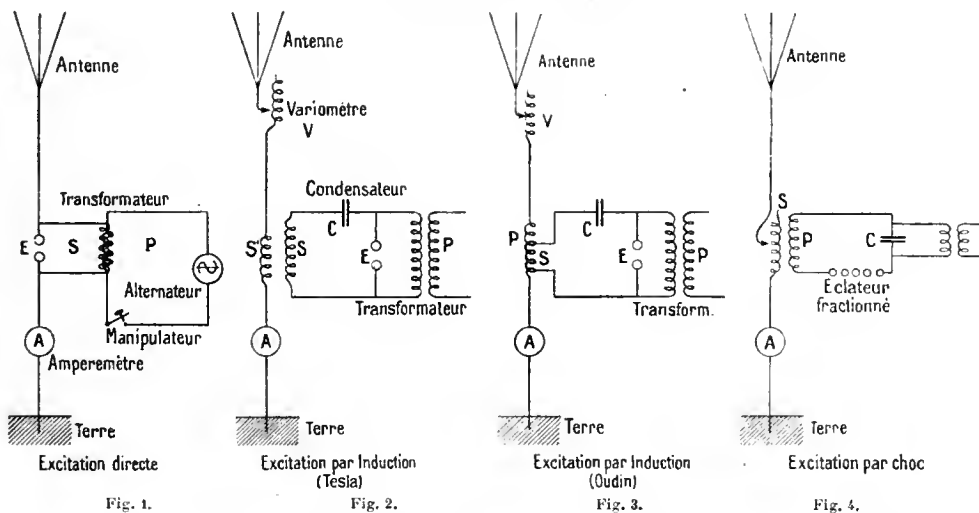 Antenne
Transformateur
E
S
P
Alternateur
Manipulateur
A
Amperemètre
Terre
Excitation directe
Fig. 1.
Antenne
Variomètre
V
Condensateur
C
S'
S
E
Transformateur
A
Terre
Excitation par Induction
(Tesla)
Fig. 2.
Antenne
V
P
S
C
E
P
Transform.
A
Terre
Excitation par Induction
(Oudin)
Fig. 3.
Antenne
S
P
C
Eclateur
fractionné
A
Terre
Excitation par choc
Fig. 4.